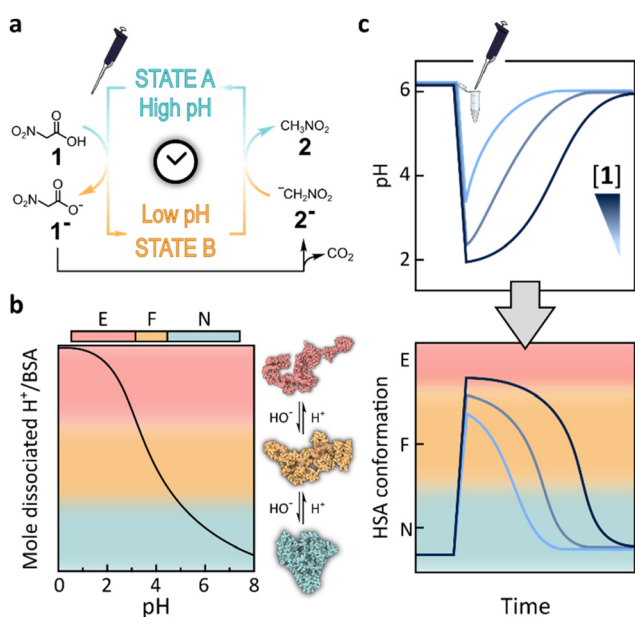 a
STATE A
High pH
O₂N
O
OH
1
CH₃NO₂
2
O₂N
O
O⁻
1⁻
Low pH
STATE B
⁻CH₂NO₂
2⁻
CO₂
b
E F N
Mole dissociated H⁺/BSA
HO⁻ H⁺
HO⁻ H⁺
0 2 4 6 8
pH
c
6
4
2
pH
[1]
E
F
N
HSA conformation
Time